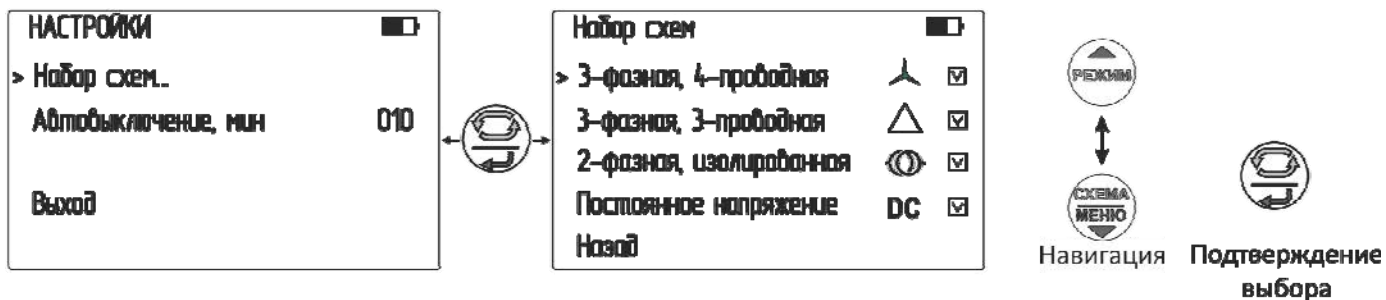 НАСТРОЙКИ
> Набор схем...
Автовыключение, мин 010
Выход
Набор схем
> 3-фазная, 4-проводная
3-фазная, 3-проводная
2-фазная, изолированная
Постоянное напряжение DC
Назад
РЕЖИМ
СХЕМА
МЕНЮ
Навигация
Подтверждение
выбора